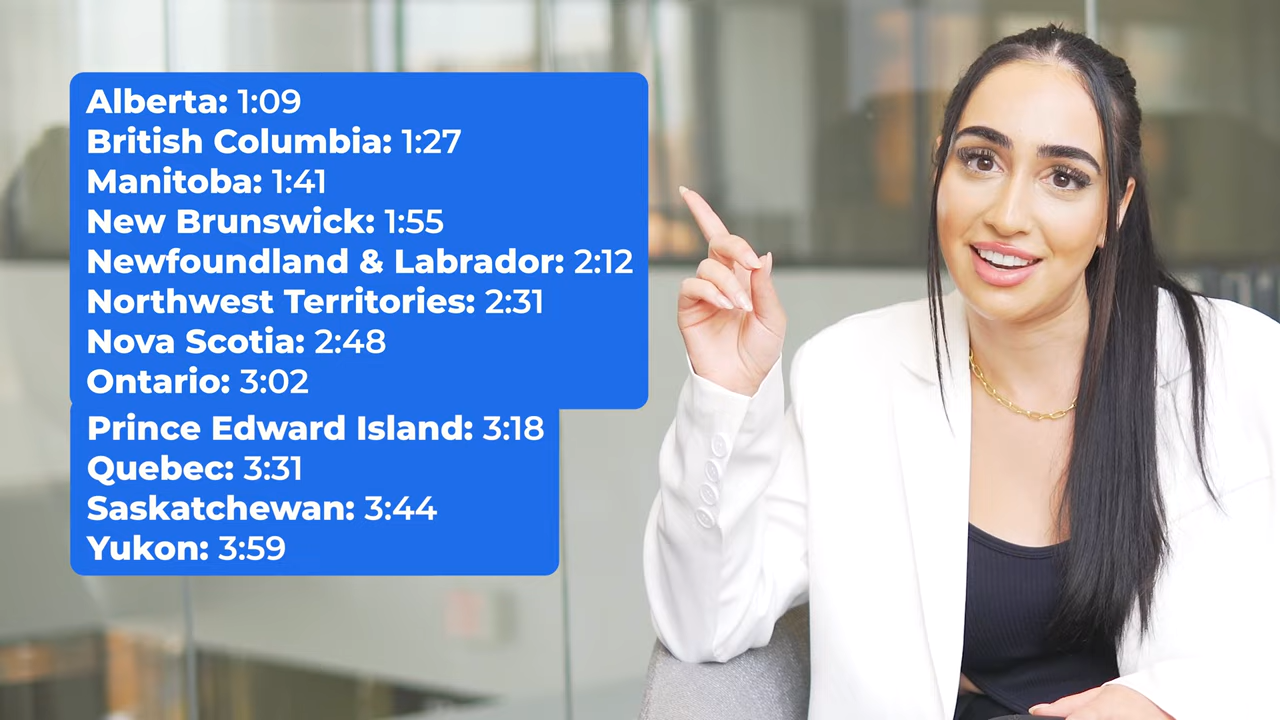 Alberta: 1:09
British Columbia: 1:27
Manitoba: 1:41
New Brunswick: 1:55
Newfoundland & Labrador: 2:12
Northwest Territories: 2:31
Nova Scotia: 2:48
Ontario: 3:02
Prince Edward Island: 3:18
Quebec: 3:31
Saskatchewan: 3:44
Yukon: 3:59